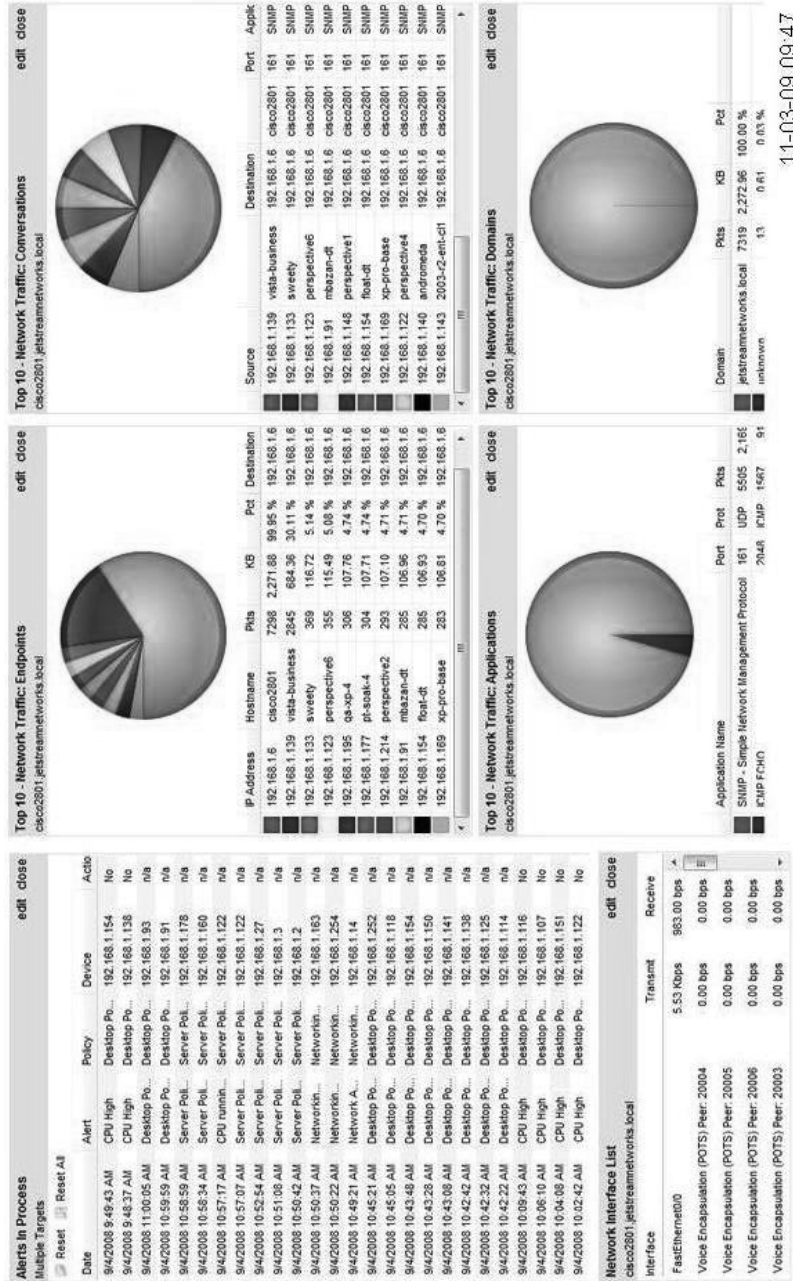 Alerts In Process edit close
Multiple Targets
Reset Reset All
Date Alert Policy Device Actio
9/4/2008 9:49:43 AM CPU High Desktop Po... 192.168.1.154 No
9/4/2008 9:48:37 AM CPU High Desktop Po... 192.168.1.138 No
9/4/2008 11:00:05 AM Desktop Po... Desktop Po... 192.168.1.93 n/a
9/4/2008 10:59:59 AM Desktop Po... Desktop Po... 192.168.1.91 n/a
9/4/2008 10:58:59 AM Server Poli... Server Poli... 192.168.1.178 n/a
9/4/2008 10:58:34 AM Server Poli... Server Poli... 192.168.1.160 n/a
9/4/2008 10:57:17 AM CPU runnin... Server Poli... 192.168.1.122 n/a
9/4/2008 10:57:07 AM Server Poli... Server Poli... 192.168.1.122 n/a
9/4/2008 10:52:54 AM Server Poli... Server Poli... 192.168.1.27 n/a
9/4/2008 10:51:08 AM Server Poli... Server Poli... 192.168.1.3 n/a
9/4/2008 10:50:42 AM Server Poli... Server Poli... 192.168.1.2 n/a
9/4/2008 10:50:37 AM Networkin... Networkin... 192.168.1.163 n/a
9/4/2008 10:50:22 AM Networkin... Networkin... 192.168.1.254 n/a
9/4/2008 10:49:21 AM Network A... Networkin... 192.168.1.14 n/a
9/4/2008 10:45:21 AM Desktop Po... Desktop Po... 192.168.1.252 n/a
9/4/2008 10:45:05 AM Desktop Po... Desktop Po... 192.168.1.118 n/a
9/4/2008 10:43:48 AM Desktop Po... Desktop Po... 192.168.1.154 n/a
9/4/2008 10:43:28 AM Desktop Po... Desktop Po... 192.168.1.150 n/a
9/4/2008 10:43:08 AM Desktop Po... Desktop Po... 192.168.1.141 n/a
9/4/2008 10:42:42 AM Desktop Po... Desktop Po... 192.168.1.138 n/a
9/4/2008 10:42:32 AM Desktop Po... Desktop Po... 192.168.1.125 n/a
9/4/2008 10:42:22 AM Desktop Po... Desktop Po... 192.168.1.114 n/a
9/4/2008 10:09:43 AM CPU High Desktop Po... 192.168.1.116 No
9/4/2008 10:06:10 AM CPU High Desktop Po... 192.168.1.107 No
9/4/2008 10:04:08 AM CPU High Desktop Po... 192.168.1.151 No
9/4/2008 10:02:42 AM CPU High Desktop Po... 192.168.1.122 No
Network Interface List edit close
cisco2801.jetstreamnetworks.local
Interface Transmit Receive
FastEthernet0/0 5.53 Kbps 983.00 bps
Voice Encapsulation (POTS) Peer: 20004 0.00 bps 0.00 bps
Voice Encapsulation (POTS) Peer: 20005 0.00 bps 0.00 bps
Voice Encapsulation (POTS) Peer: 20006 0.00 bps 0.00 bps
Voice Encapsulation (POTS) Peer: 20003 0.00 bps 0.00 bps
Top 10 - Network Traffic: Endpoints edit close
cisco2801.jetstreamnetworks.local
IP Address Hostname Pkts KB Pct Destination
192.168.1.6 cisco2801 7298 2,271.88 99.95 % 192.168.1.6
192.168.1.139 vista-business 2845 684.36 30.11 % 192.168.1.6
192.168.1.133 sweety 369 116.72 5.14 % 192.168.1.6
192.168.1.123 perspective6 355 115.49 5.08 % 192.168.1.6
192.168.1.195 qa-xp-4 306 107.76 4.74 % 192.168.1.6
192.168.1.177 pt-soak-4 304 107.71 4.74 % 192.168.1.6
192.168.1.214 perspective2 293 107.10 4.71 % 192.168.1.6
192.168.1.91 mbazan-dt 285 106.96 4.71 % 192.168.1.6
192.168.1.154 float-dt 285 106.93 4.70 % 192.168.1.6
192.168.1.169 xp-pro-base 283 106.81 4.70 % 192.168.1.6
Top 10 - Network Traffic: Applications edit close
cisco2801.jetstreamnetworks.local
Application Name Port Prot Pkts
SNMP - Simple Network Management Protocol 161 UDP 5505 2,169
ICMP ECHO 2048 ICMP 1567 91
Top 10 - Network Traffic: Conversations edit close
cisco2801.jetstreamnetworks.local
Source Destination Port Applic
192.168.1.139 vista-business 192.168.1.6 cisco2801 161 SNMP
192.168.1.133 sweety 192.168.1.6 cisco2801 161 SNMP
192.168.1.123 perspective6 192.168.1.6 cisco2801 161 SNMP
192.168.1.91 mbazan-dt 192.168.1.6 cisco2801 161 SNMP
192.168.1.148 perspective1 192.168.1.6 cisco2801 161 SNMP
192.168.1.154 float-dt 192.168.1.6 cisco2801 161 SNMP
192.168.1.169 xp-pro-base 192.168.1.6 cisco2801 161 SNMP
192.168.1.122 perspective4 192.168.1.6 cisco2801 161 SNMP
192.168.1.140 andromeda 192.168.1.6 cisco2801 161 SNMP
192.168.1.143 2003-r2-ent-cl1 192.168.1.6 cisco2801 161 SNMP
Top 10 - Network Traffic: Domains edit close
cisco2801.jetstreamnetworks.local
Domain Pkts KB Pct
jetstreamnetworks.local 7319 2,272.96 100.00 %
unknown 13 0.61 0.03 %
11-03-09 09:47